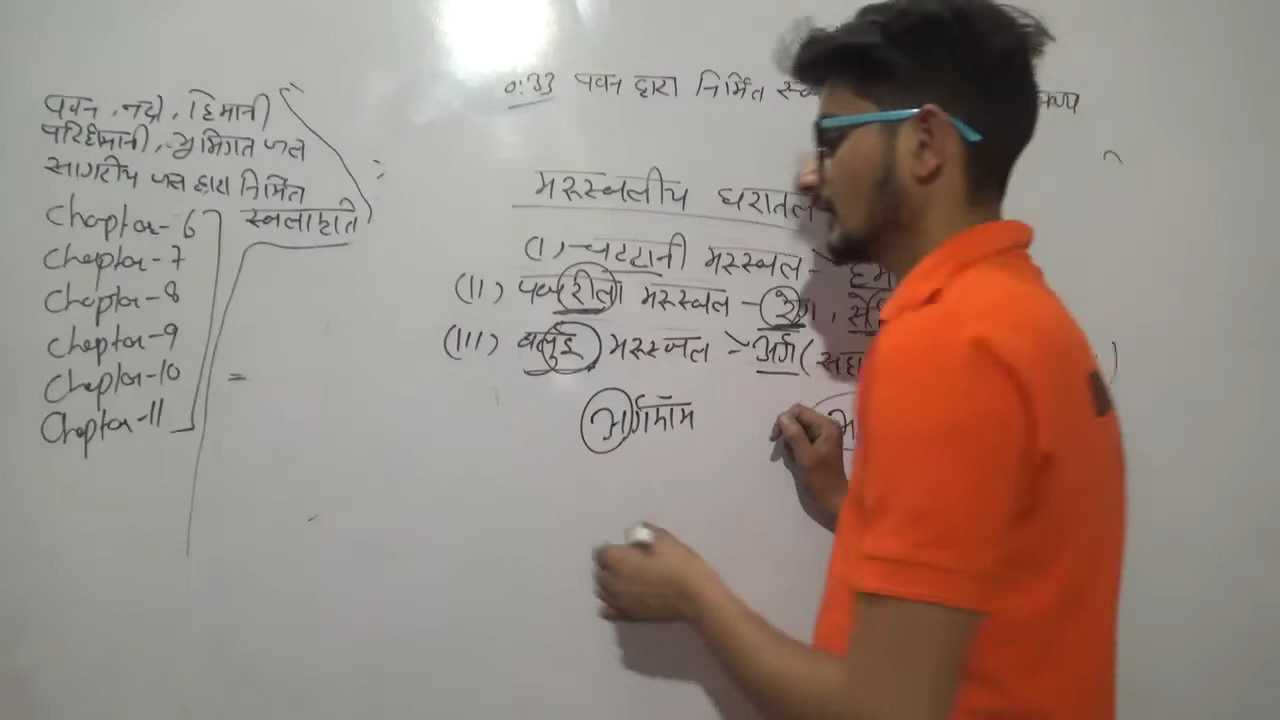 पवन, नदी, हिमानी
परिहिमानी, भूमिगत जल
सागरीय जल द्वारा निर्मित
स्थलाकृति
Chapter-6
Chapter-7
Chapter-8
Chapter-9
Chapter-10
Chapter-11
=
0:33 पवन द्वारा निर्मित
मरुस्थलीय धरातल
(I) चट्टानी मरुस्थल -
(II) पथरीला मरुस्थल - रेग,
(III) बलुई मरुस्थल - अर्ग (सहा